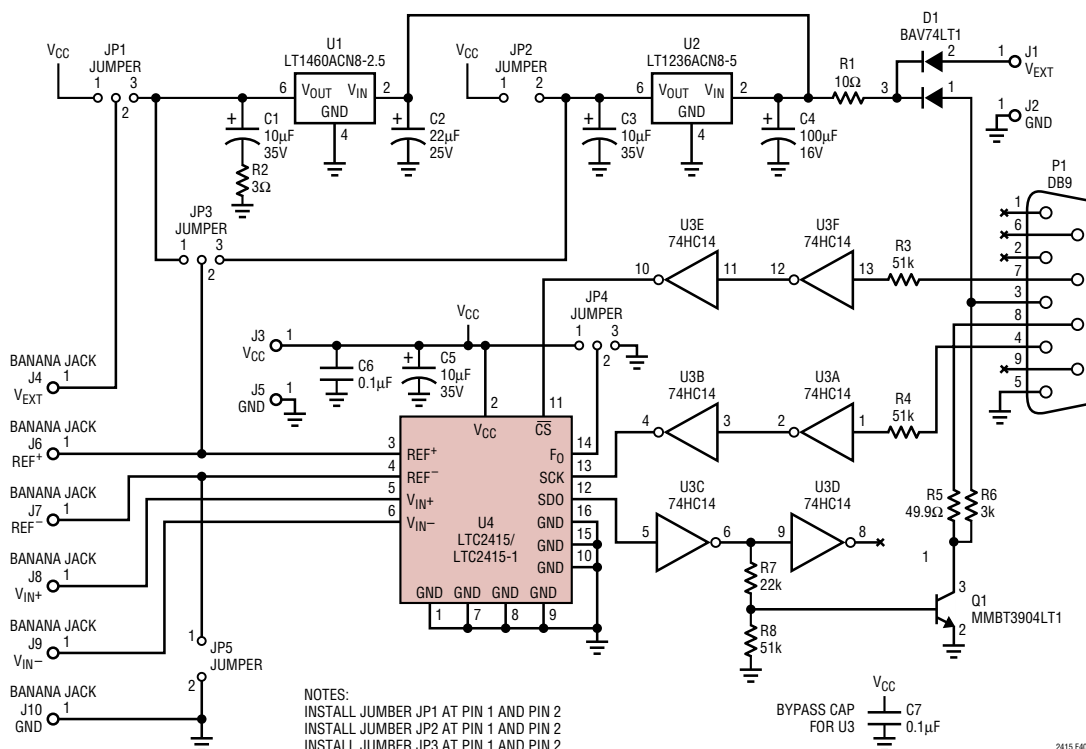 VCC
JP1
JUMPER
1
2
3
U1
LT1460ACN8-2.5
6
VOUT
VIN
GND
2
4
+
C1
10µF
35V
R2
3Ω
+
C2
22µF
25V
VCC
JP2
JUMPER
1
2
U2
LT1236ACN8-5
6
VOUT
VIN
GND
2
4
+
C3
10µF
35V
+
C4
100µF
16V
R1
10Ω
D1
BAV74LT1
3
2
1
1
J1
VEXT
1
J2
GND
P1
DB9
1
6
2
7
3
8
4
9
5
JP3
JUMPER
1
2
3
U3E
74HC14
10
11
U3F
74HC14
12
13
R3
51k
J3
1
VCC
VCC
JP4
JUMPER
1
2
3
C6
0.1µF
+
C5
10µF
35V
J5
1
GND
BANANA JACK
J4
1
VEXT
BANANA JACK
J6
1
REF+
BANANA JACK
J7
1
REF−
BANANA JACK
J8
1
VIN+
BANANA JACK
J9
1
VIN−
BANANA JACK
J10
1
GND
2
11
VCC
CS
3
REF+
4
REF−
5
VIN+
6
VIN−
U4
LTC2415/
LTC2415-1
FO
14
SCK
13
SDO
12
GND
16
GND
15
GND
10
GND
GND
GND
GND
1
7
8
9
U3B
74HC14
4
3
U3A
74HC14
2
1
R4
51k
U3C
74HC14
5
6
U3D
74HC14
9
8
R5
49.9Ω
R6
3k
R7
22k
R8
51k
1
3
2
Q1
MMBT3904LT1
1
2
JP5
JUMPER
NOTES:
INSTALL JUMBER JP1 AT PIN 1 AND PIN 2
INSTALL JUMBER JP2 AT PIN 1 AND PIN 2
INSTALL JUMBER JP3 AT PIN 1 AND PIN 2
VCC
BYPASS CAP
FOR U3
C7
0.1µF